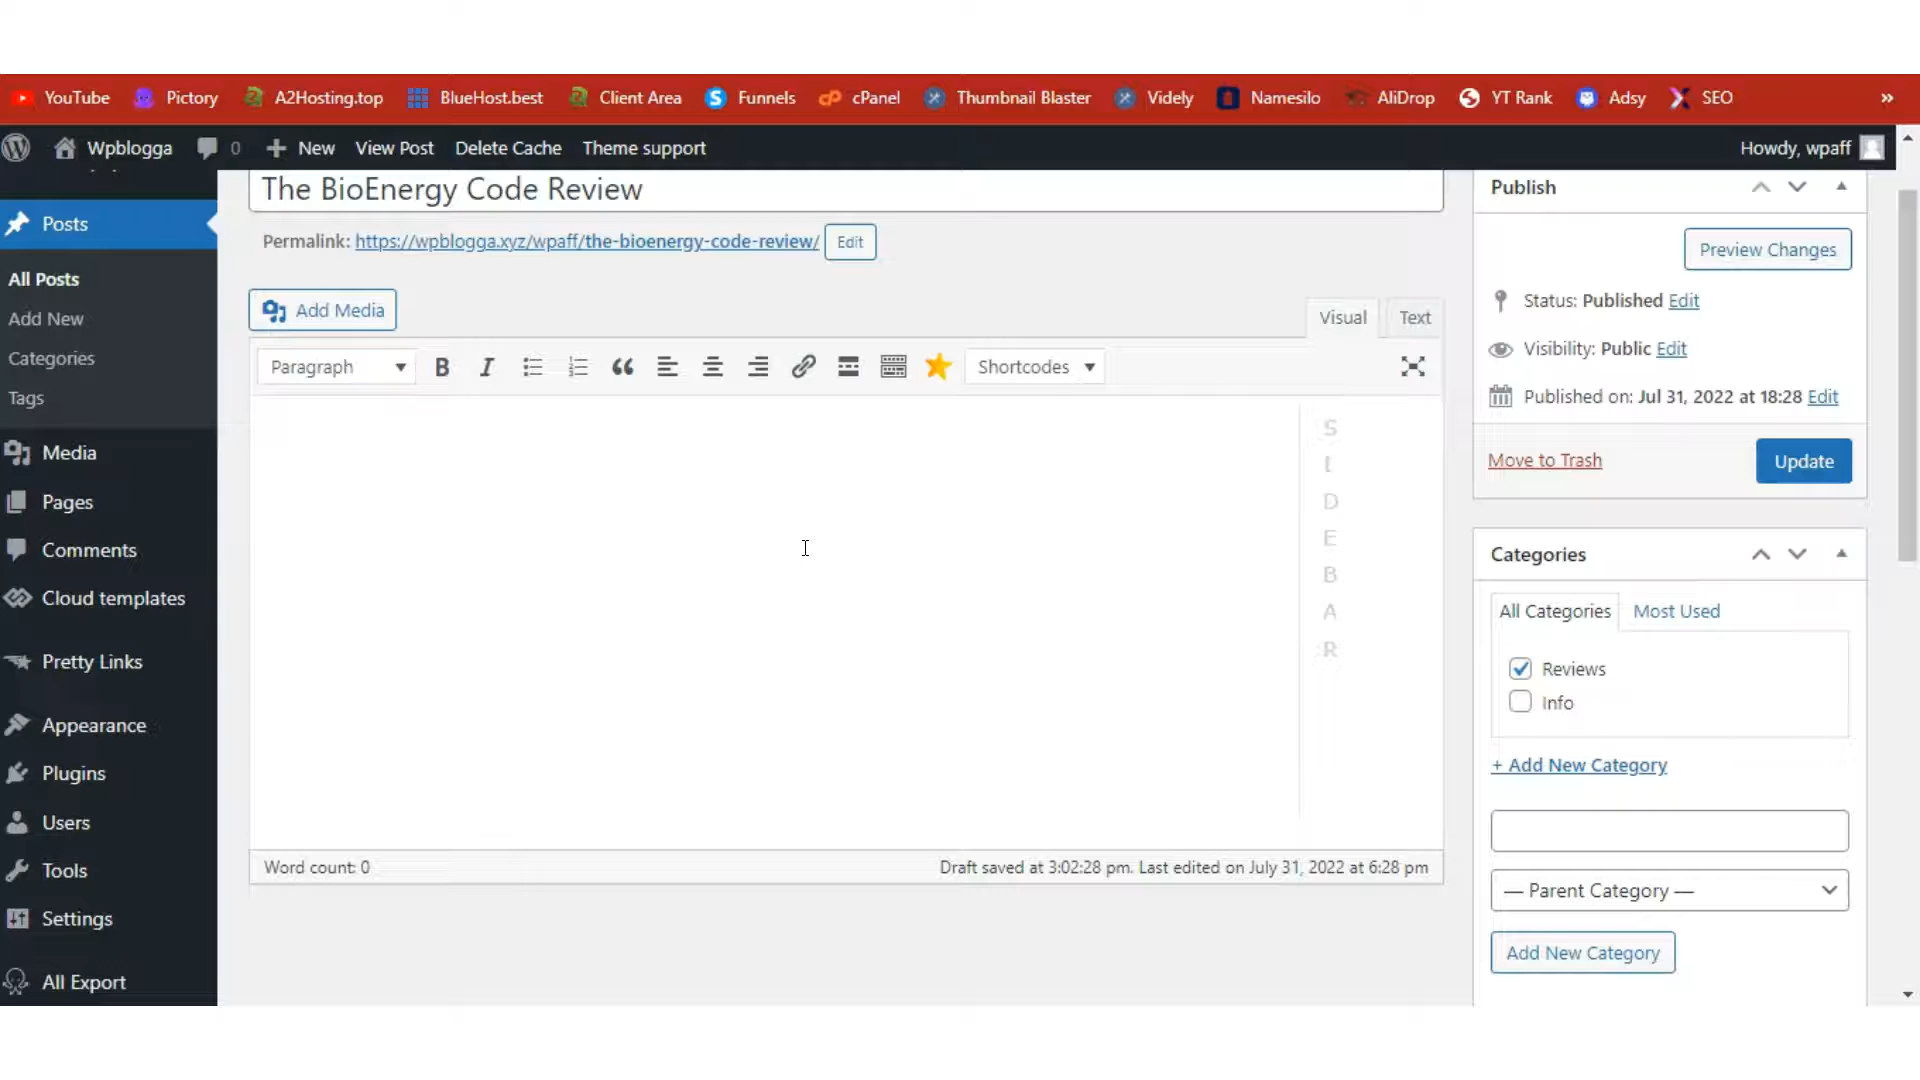 YouTube Pictory A2Hosting.top BlueHost.best Client Area Funnels cPanel Thumbnail Blaster Videly Namesilo AliDrop YT Rank Adsy SEO »
Wpblogga 0 New View Post Delete Cache Theme support Howdy, wpaff
Posts
All Posts
Add New
Categories
Tags
Media
Pages
Comments
Cloud templates
Pretty Links
Appearance
Plugins
Users
Tools
Settings
All Export
The BioEnergy Code Review
Permalink: https://wpblogga.xyz/wpaff/the-bioenergy-code-review/ Edit
Add Media
Visual Text
Paragraph B I Shortcodes
S
I
D
E
B
A
R
Word count: 0 Draft saved at 3:02:28 pm. Last edited on July 31, 2022 at 6:28 pm
Publish
Preview Changes
Status: Published Edit
Visibility: Public Edit
Published on: Jul 31, 2022 at 18:28 Edit
Move to Trash Update
Categories
All Categories Most Used
Reviews
Info
+ Add New Category
— Parent Category —
Add New Category